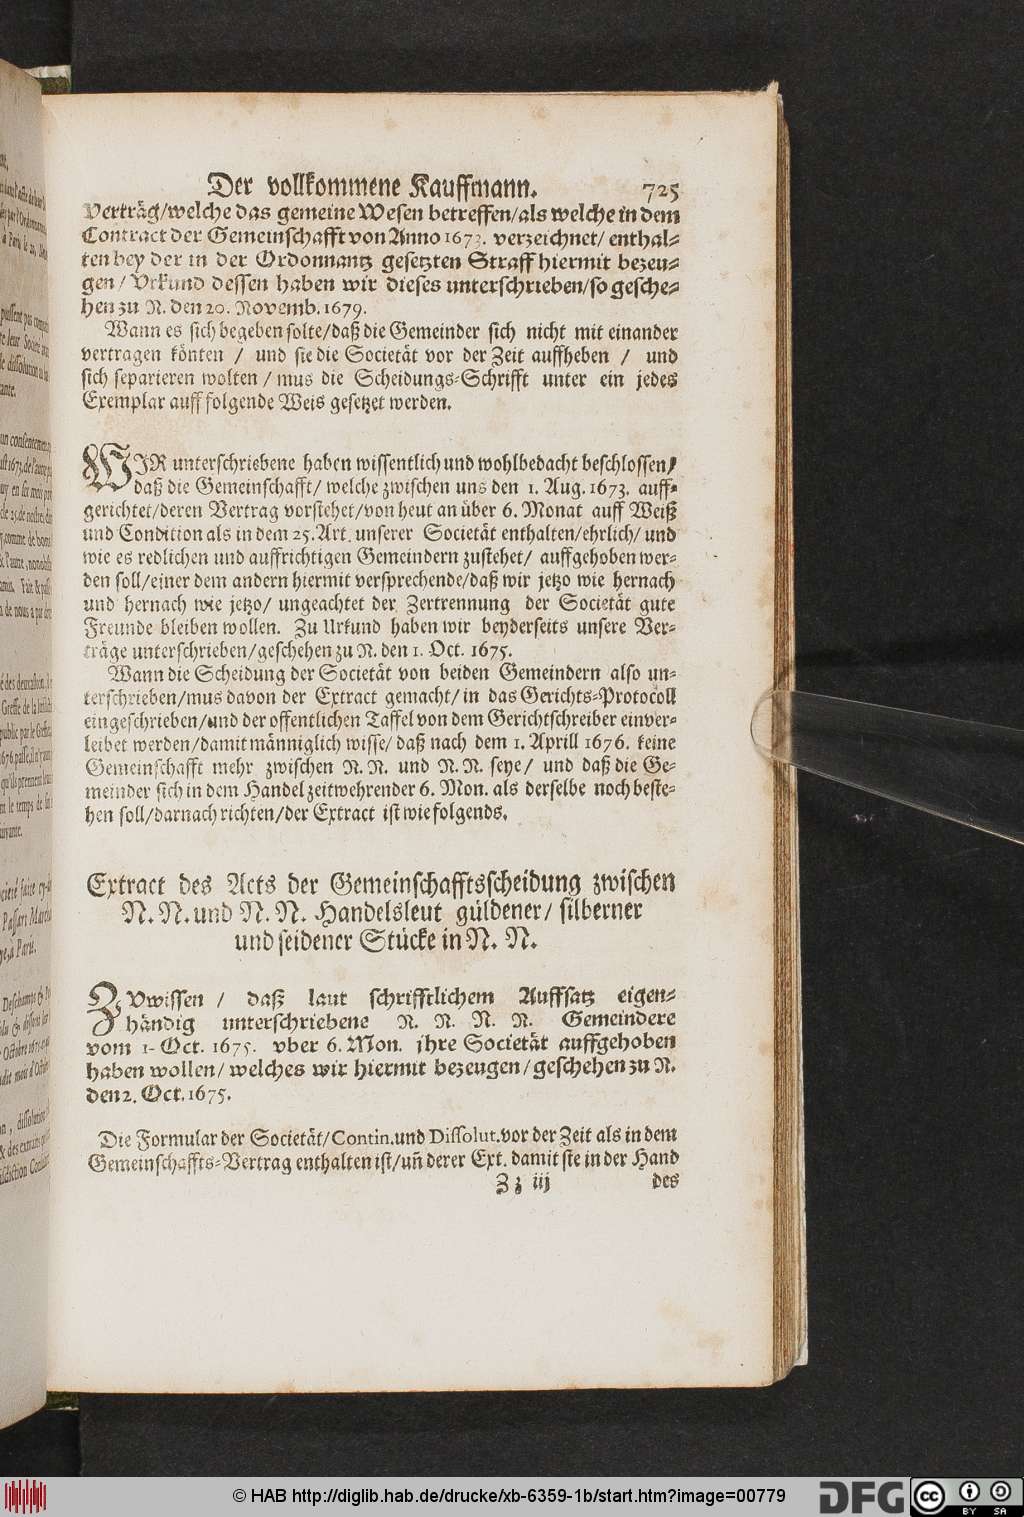 Der vollkommene Kauffmann. 725
Verträg/welche das gemeine Wesen betreffen/als welche in dem
Contract der Gemeinschafft von Anno 1673. verzeichnet/ enthal-
ten bey der in der Ordonnantz gesetzten Straff hiermit bezeu-
gen/ Vrkund dessen haben wir dieses unterschrieben/so gesche-
hen zu N. den 20. Novemb. 1679.
Wann es sich begeben solte/daß die Gemeinder sich nicht mit einander
vertragen könten / und sie die Societät vor der Zeit auffheben / und
sich separieren wolten / mus die Scheidungs-Schrifft unter ein jedes
Exemplar auff folgende Weis gesetzet werden.
WIR unterschriebene haben wissentlich und wohlbedacht beschlossen/
daß die Gemeinschafft/ welche zwischen uns den 1. Aug. 1673. auff-
gerichtet/deren Vertrag vorstehet/von heut an über 6. Monat auff Weiß
und Condition als in dem 25. Art. unserer Societät enthalten/ehrlich/ und
wie es redlichen und auffrichtigen Gemeindern zustehet/ auffgehoben wer-
den soll/einer dem andern hiermit versprechende/daß wir jetzo wie hernach
und hernach wie jetzo/ ungeachtet der Zertrennung der Societät gute
Freunde bleiben wollen. Zu Urkund haben wir beyderseits unsere Ver-
träge unterschrieben/geschehen zu N. den 1. Oct. 1675.
Wann die Scheidung der Societät von beiden Gemeindern also un-
terschrieben/mus davon der Extract gemacht/ in das Gerichts-Protocoll
eingeschrieben/und der offentlichen Taffel von dem Gerichtschreiber einver-
leibet werden/damit männiglich wisse/ daß nach dem 1. Aprill 1676. keine
Gemeinschafft mehr zwischen N. N. und N. N. seye/ und daß die Ge-
meinder sich in dem Handel zeitwehrender 6. Mon. als derselbe noch beste-
hen soll/darnach richten/der Extract ist wie folgends.
Extract des Acts der Gemeinschafftsscheidung zwischen
N. N. und N. N. Handelsleut güldener/ silberner
und seidener Stücke in N. N.
ZVwissen / daß laut schrifftlichem Auffsatz eigen-
händig unterschriebene N. N. N. N. Gemeindere
vom 1. Oct. 1675. vber 6. Mon. ihre Societät auffgehoben
haben wollen/ welches wir hiermit bezeugen/geschehen zu N.
den 2. Oct. 1675.
Die Formular der Societät/Contin. und Dissolut. vor der Zeit als in dem
Gemeinschaffts-Vertrag enthalten ist/uñ derer Ext. damit sie in der Hand
Z z iij des
© HAB http://diglib.hab.de/drucke/xb-6359-1b/start.htm?image=00779
DFG cc BY SA